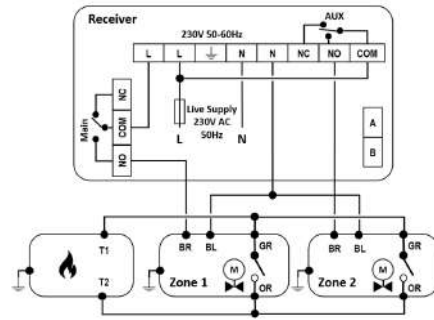 Receiver
230V 50-60Hz
AUX
L
L
N
N
NC
NO
COM
NC
COM
NO
Main
Live Supply
230V AC
50Hz
L
N
A
B
T1
T2
BR
BL
GR
M
Zone 1
OR
BR
BL
GR
M
Zone 2
OR